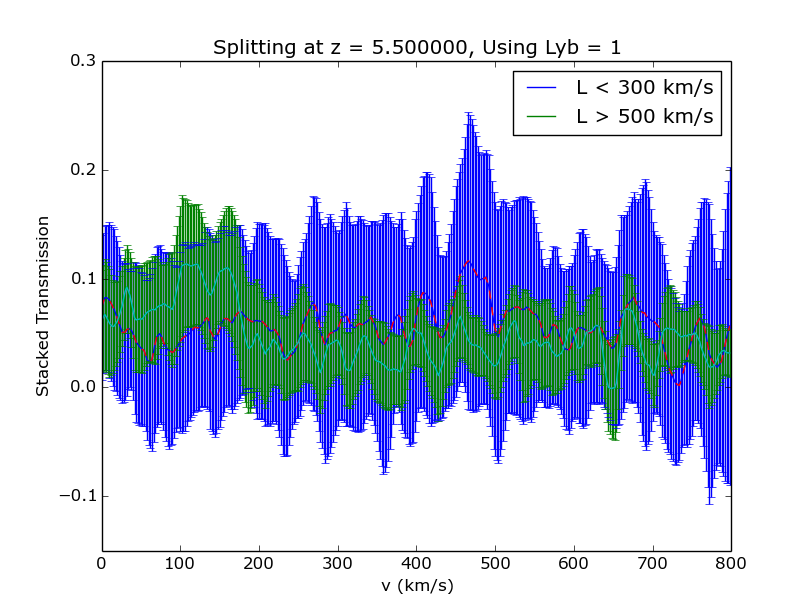 Splitting at z = 5.500000, Using Lyb = 1
L < 300 km/s
L > 500 km/s
Stacked Transmission
0.3
0.2
0.1
0.0
−0.1
0 100 200 300 400 500 600 700 800
v (km/s)